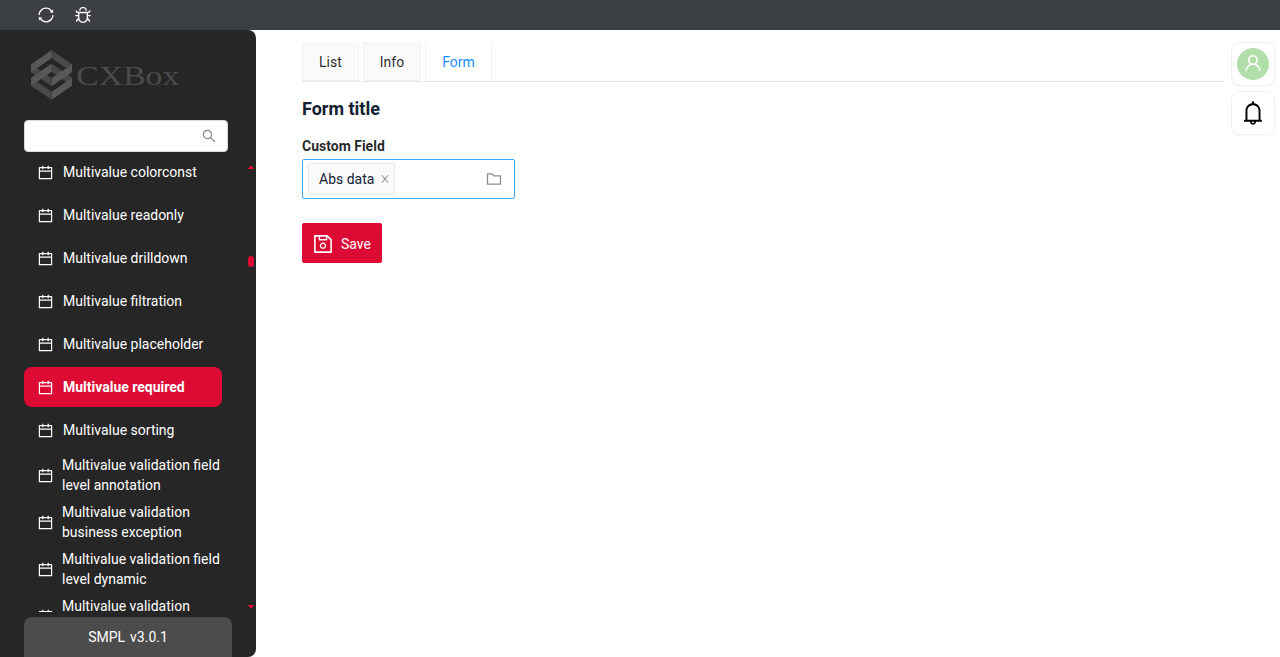 CXBox
Multivalue colorconst
Multivalue readonly
Multivalue drilldown
Multivalue filtration
Multivalue placeholder
Multivalue required
Multivalue sorting
Multivalue validation field
level annotation
Multivalue validation
business exception
Multivalue validation field
level dynamic
Multivalue validation
SMPL v3.0.1
List
Info
Form
Form title
Custom Field
Abs data
Save